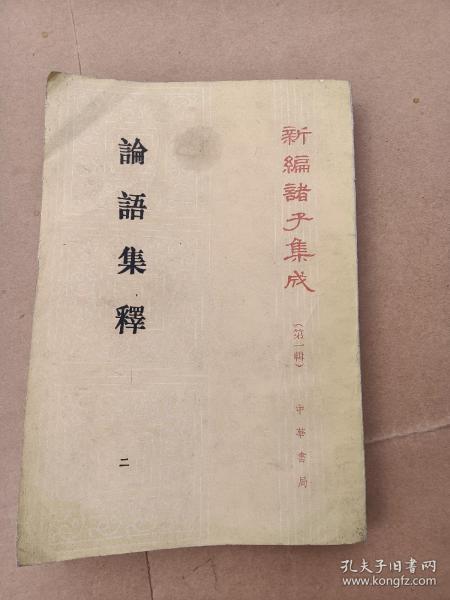 新編諸子集成
（第一輯）
中華書局
論語集釋
二
孔夫子旧书网
www.kongfz.com